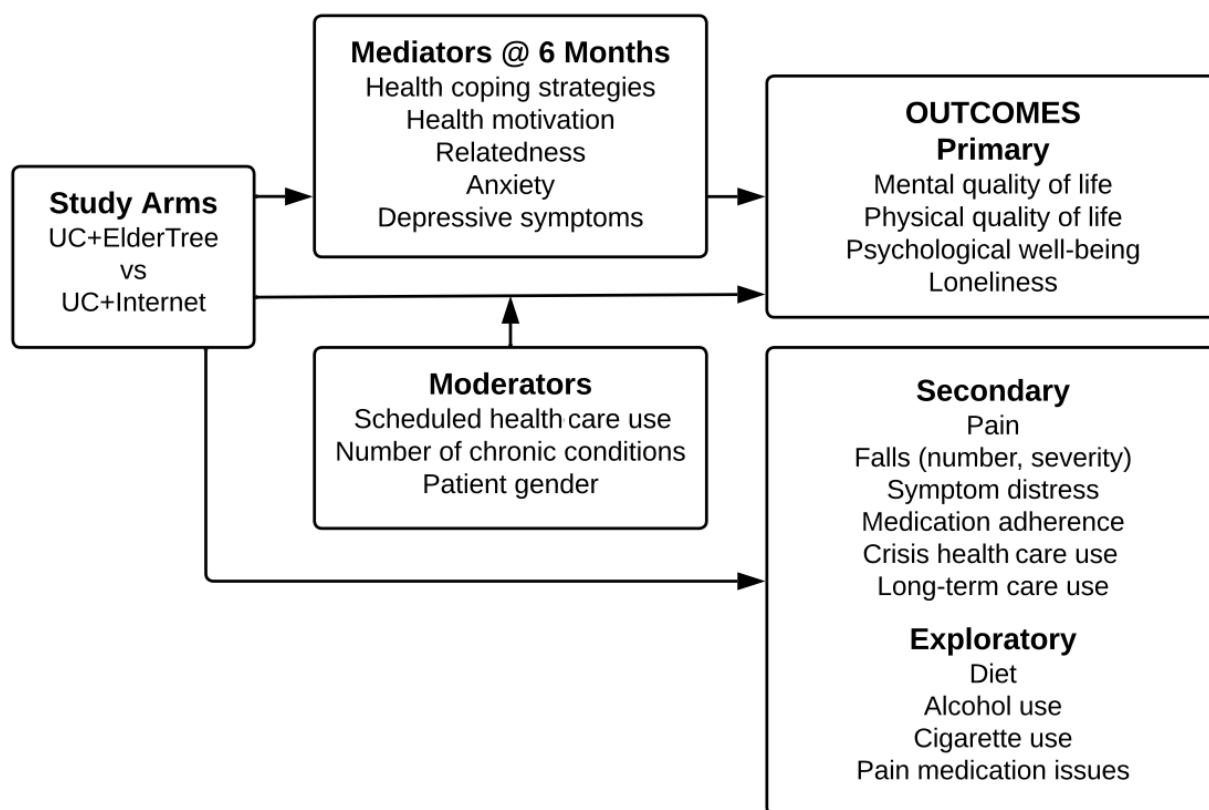 Mediators @ 6 Months
Health coping strategies
Health motivation
Relatedness
Anxiety
Depressive symptoms
Study Arms
UC+ElderTree
vs
UC+Internet
OUTCOMES
Primary
Mental quality of life
Physical quality of life
Psychological well-being
Loneliness
Moderators
Scheduled health care use
Number of chronic conditions
Patient gender
Secondary
Pain
Falls (number, severity)
Symptom distress
Medication adherence
Crisis health care use
Long-term care use
Exploratory
Diet
Alcohol use
Cigarette use
Pain medication issues